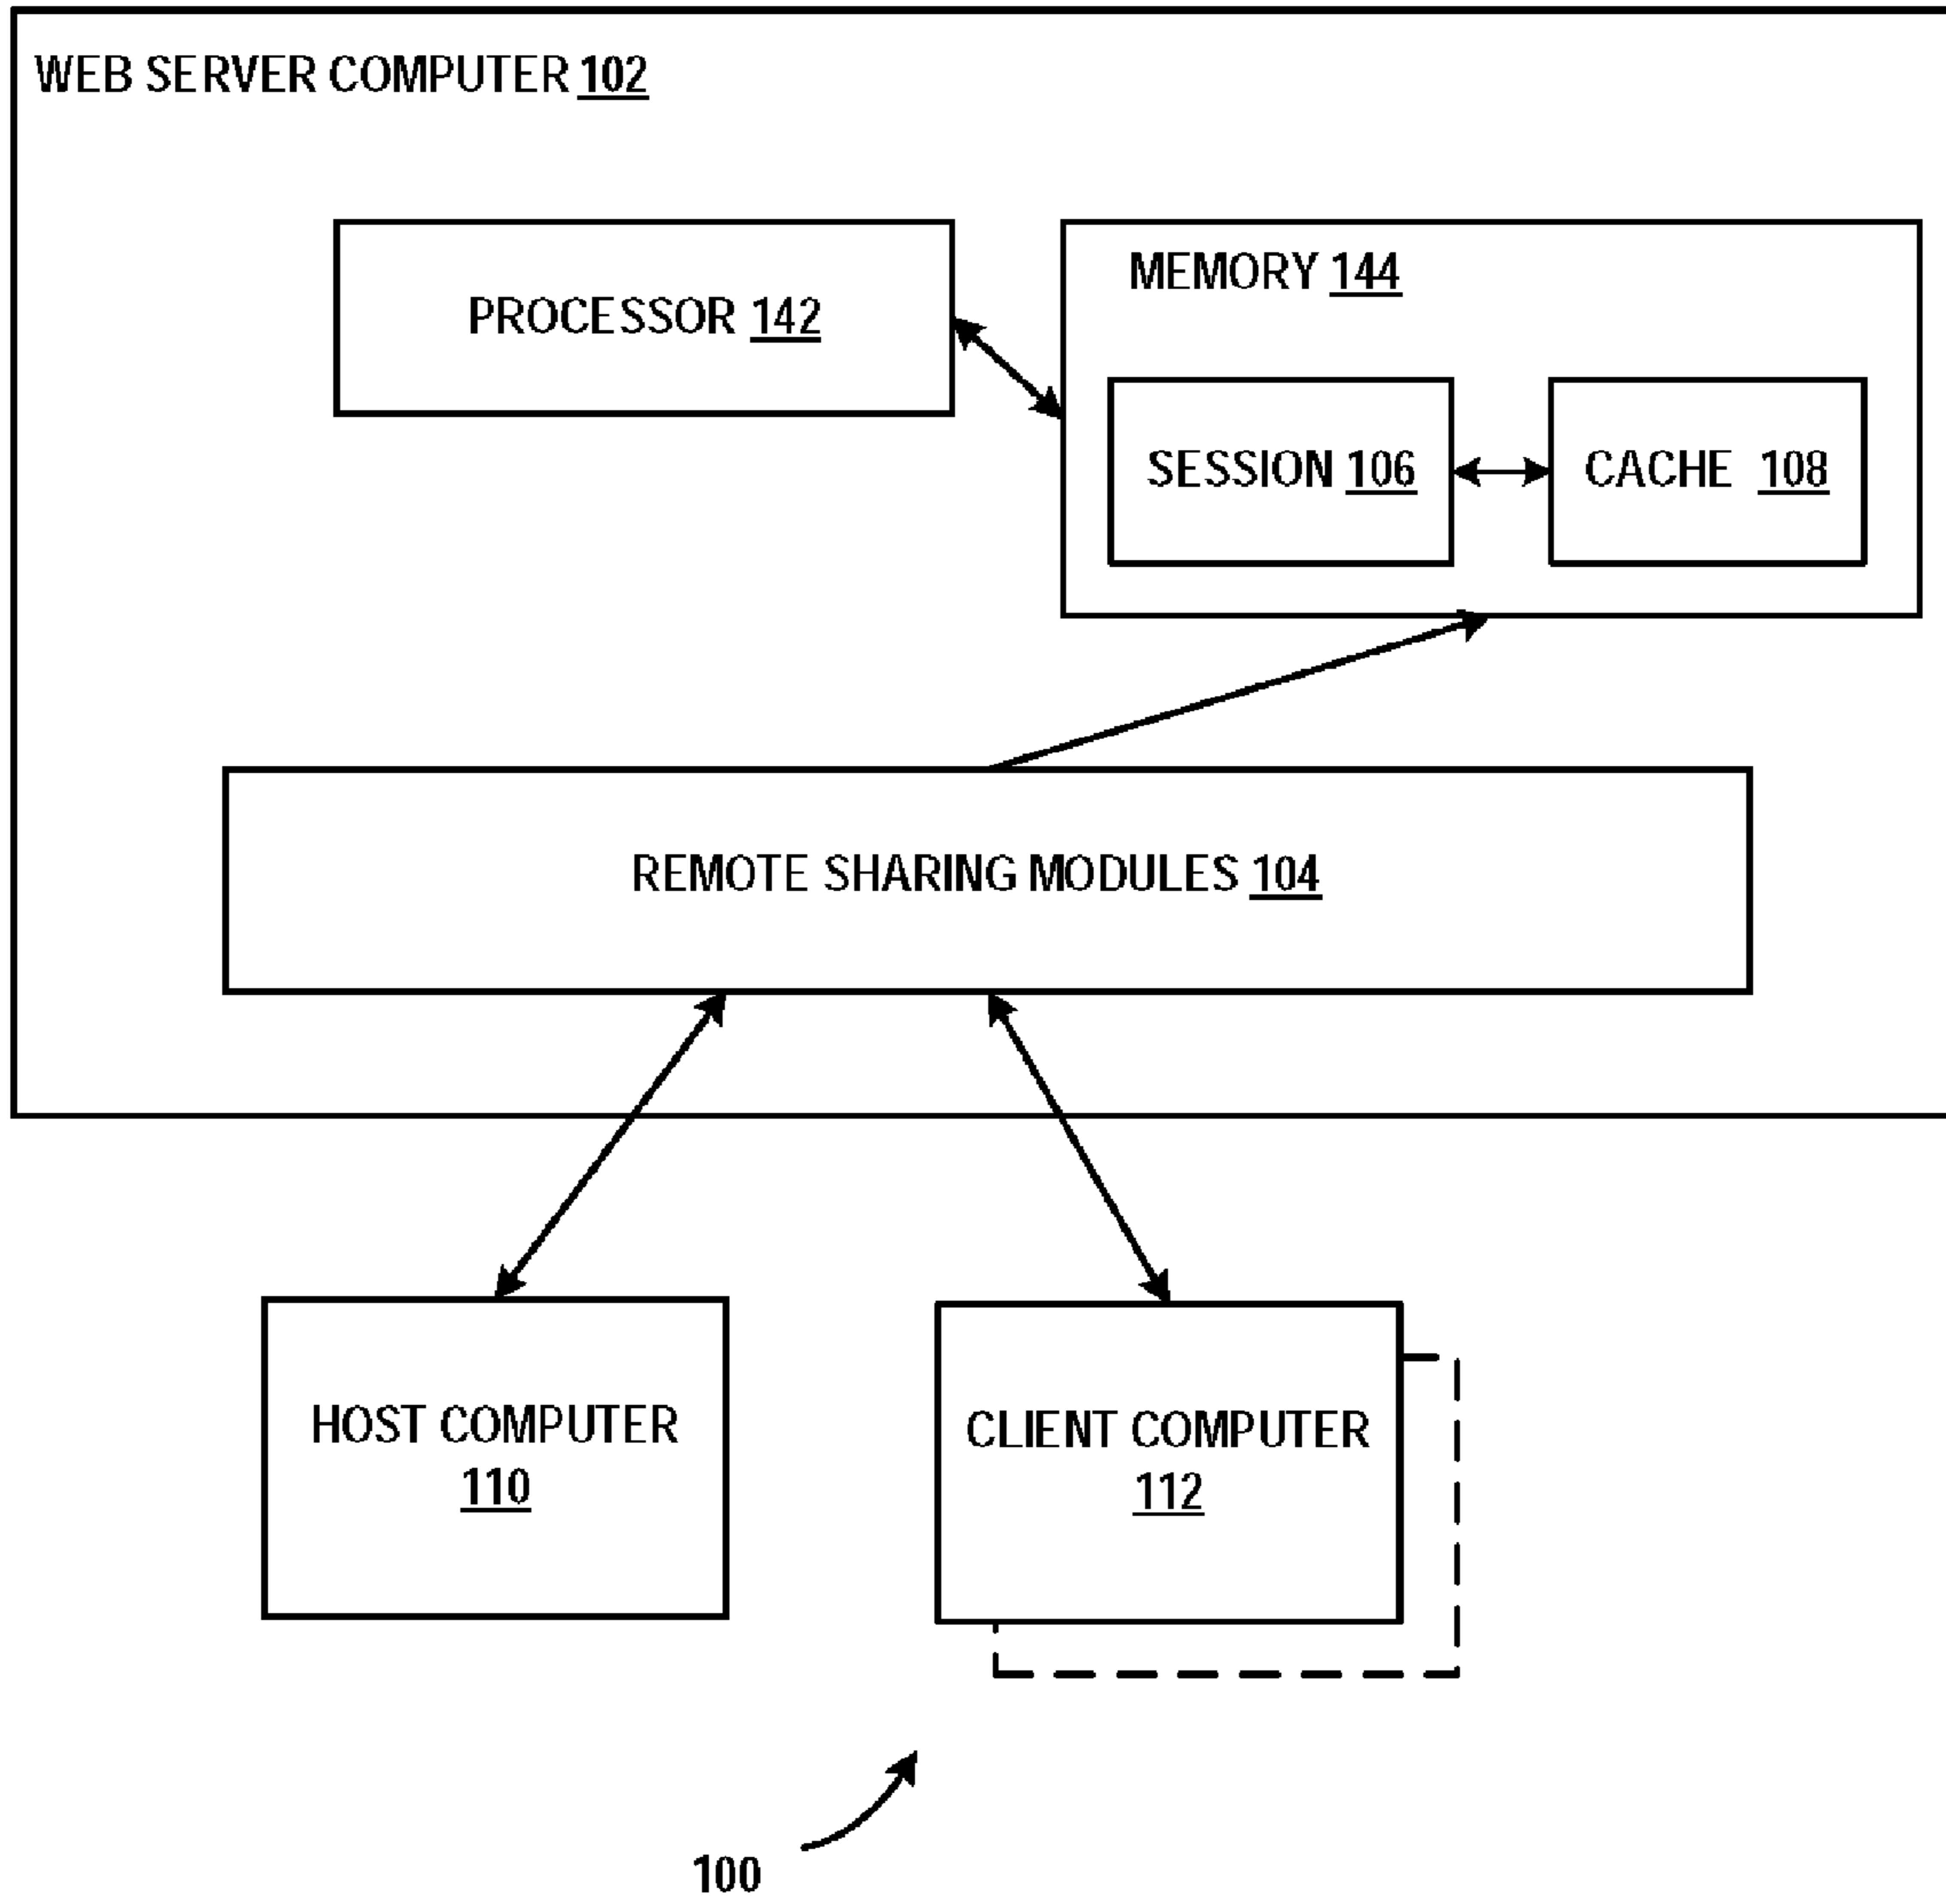 WEB SERVER COMPUTER 102
PROCESSOR 142
MEMORY 144
SESSION 106
CACHE 108
REMOTE SHARING MODULES 104
HOST COMPUTER
110
CLIENT COMPUTER
112
100